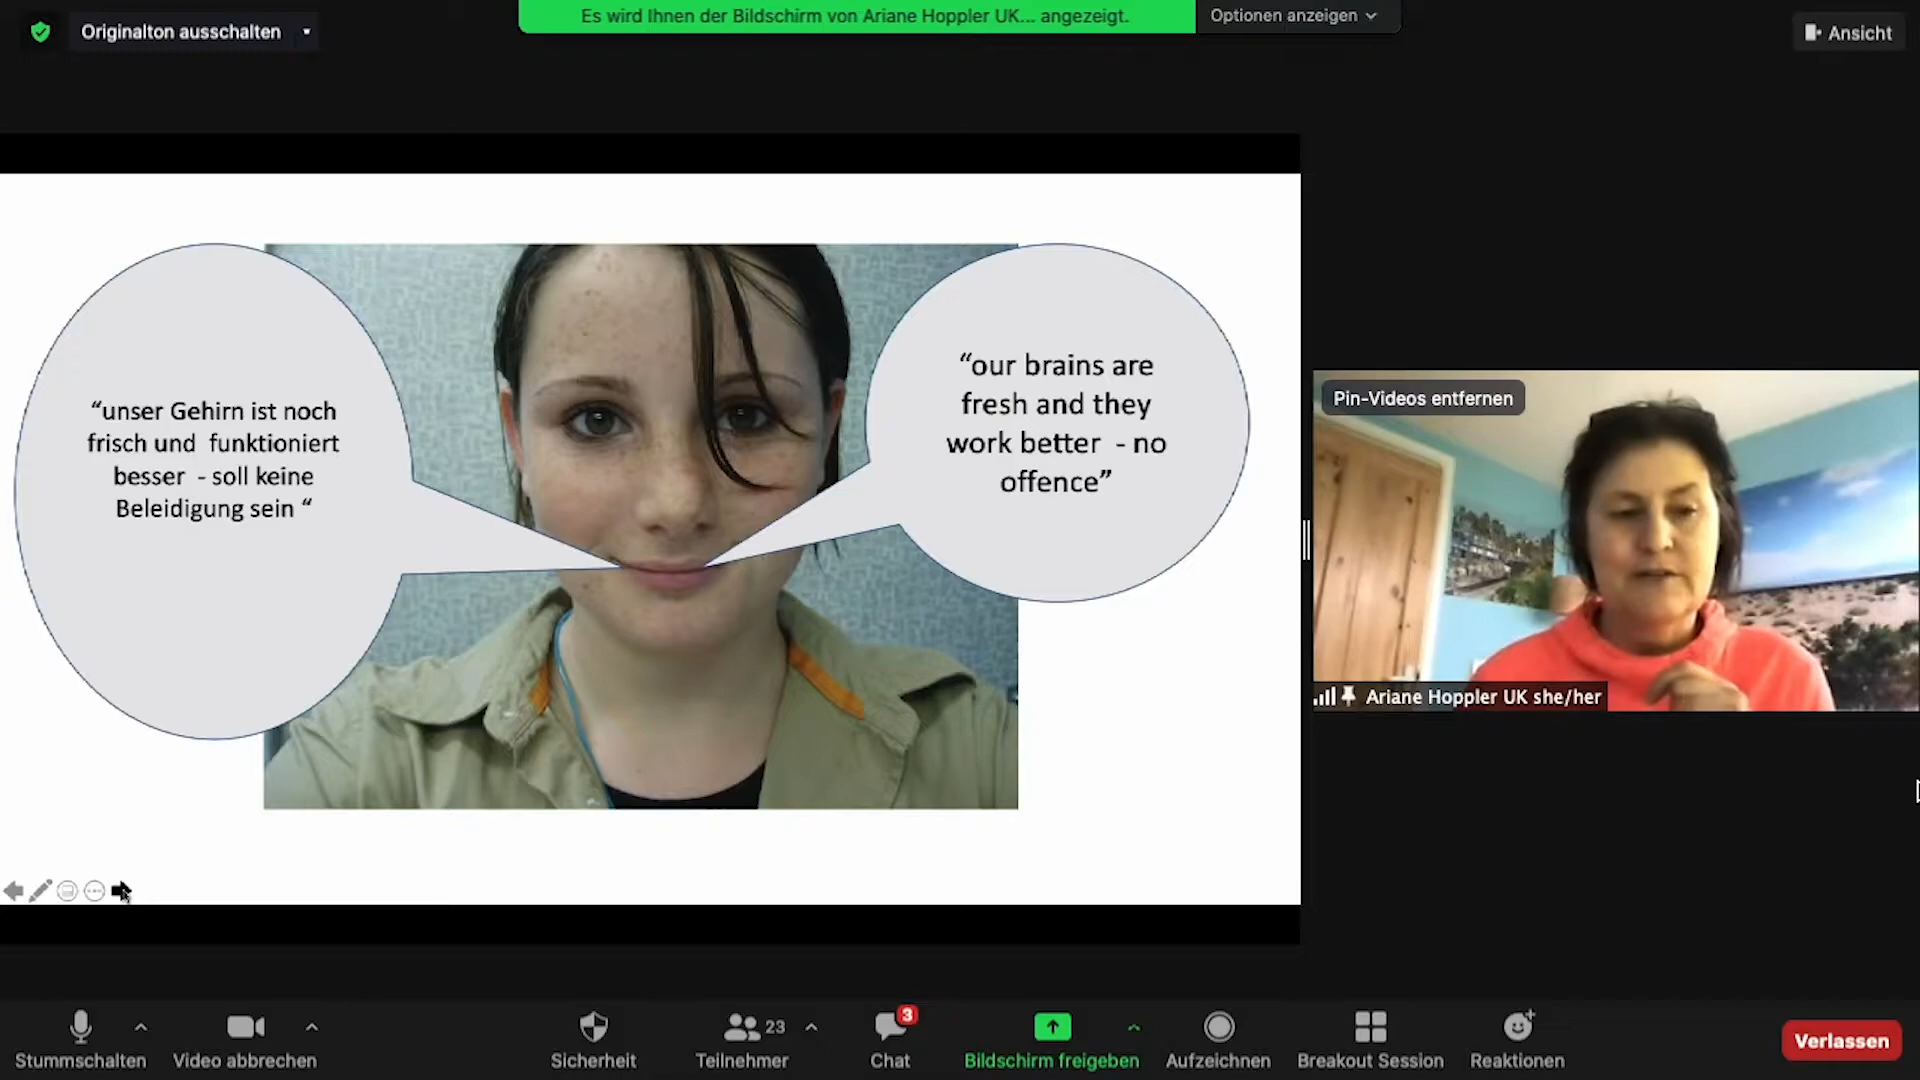 Originalton ausschalten
Es wird Ihnen der Bildschirm von Ariane Hoppler UK... angezeigt.
Optionen anzeigen
Ansicht
“unser Gehirn ist noch
frisch und funktioniert
besser - soll keine
Beleidigung sein “
“our brains are
fresh and they
work better - no
offence”
Pin-Videos entfernen
Ariane Hoppler UK she/her
Stummschalten
Video abbrechen
Sicherheit
23
Teilnehmer
3
Chat
Bildschirm freigeben
Aufzeichnen
Breakout Session
Reaktionen
Verlassen